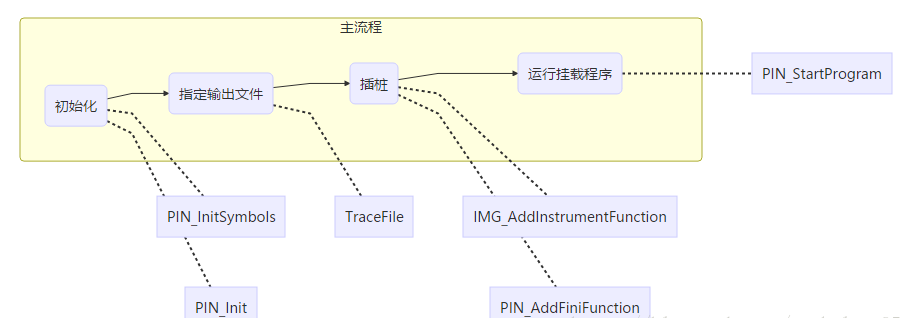 主流程
初始化
指定输出文件
插桩
运行挂载程序
PIN_StartProgram
PIN_InitSymbols
TraceFile
IMG_AddInstrumentFunction
PIN_Init
PIN_AddFiniFunction